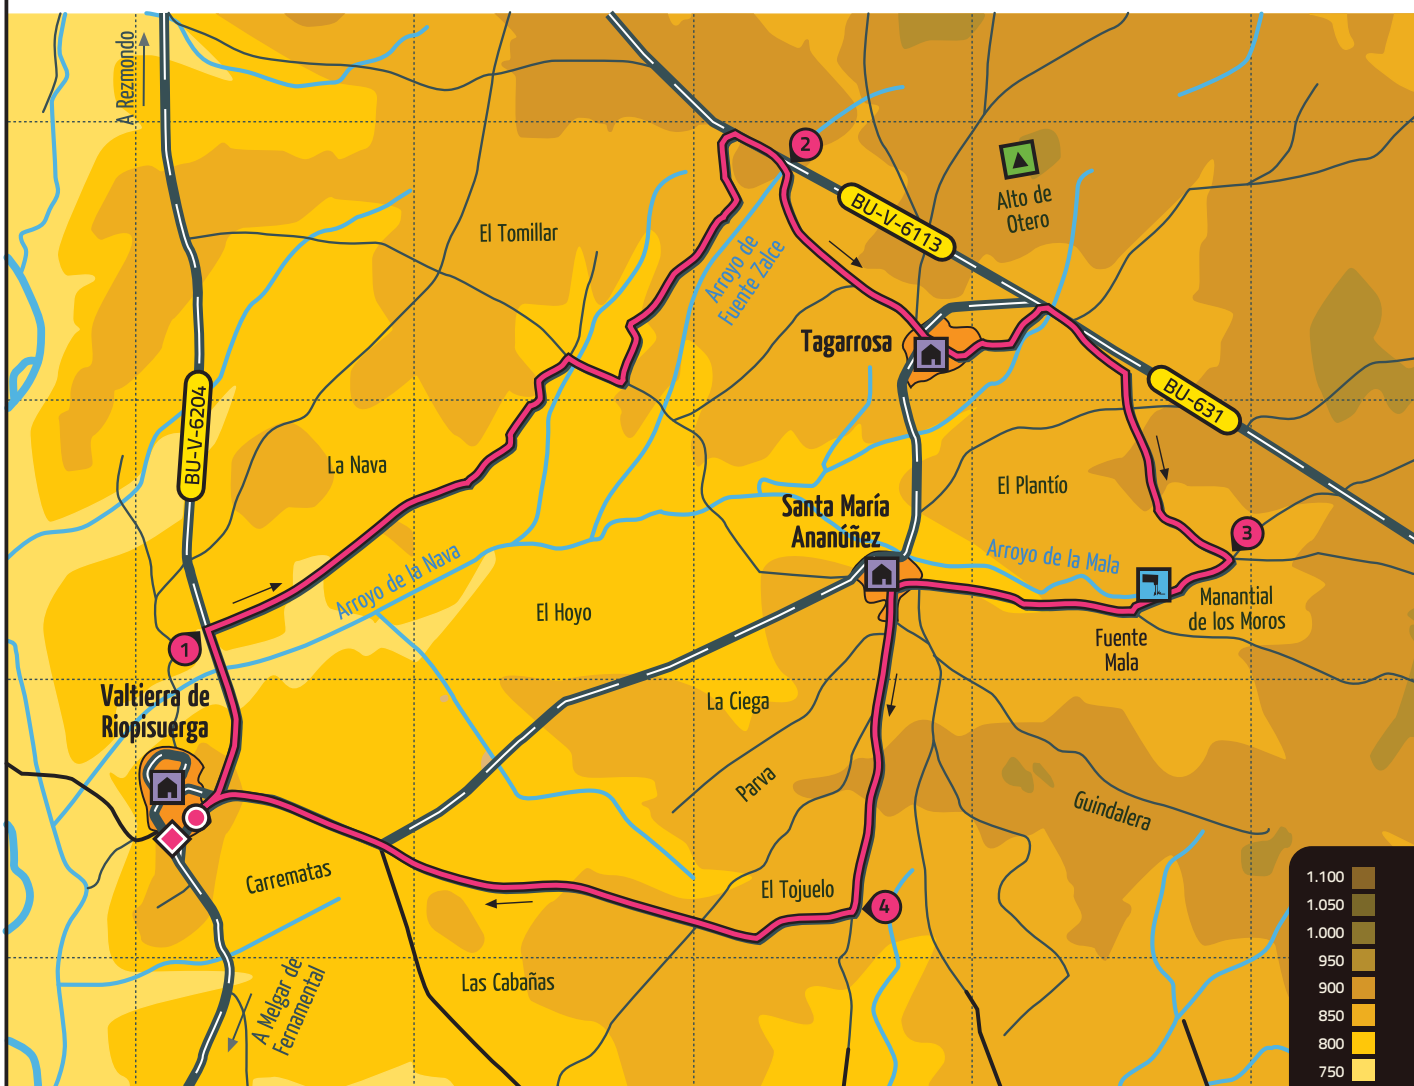 A Rezmondo
2
Alto de
Otero
BU-V-6113
El Tomillar
Arroyo de
Fuente Zalce
Tagarrosa
BU-631
BU-V-6204
La Nava
El Plantío
Santa María
Ananúñez
3
Arroyo de la Nava
Arroyo de la Mala
El Hoyo
Manantial
de los Moros
Fuente
Mala
1
Valtierra de
Riopisuerga
La Ciega
Parva
Guindalera
Carrematas
El Tojuelo
4
Las Cabañas
A Melgar de
Fernamental
1.100
1.050
1.000
950
900
850
800
750